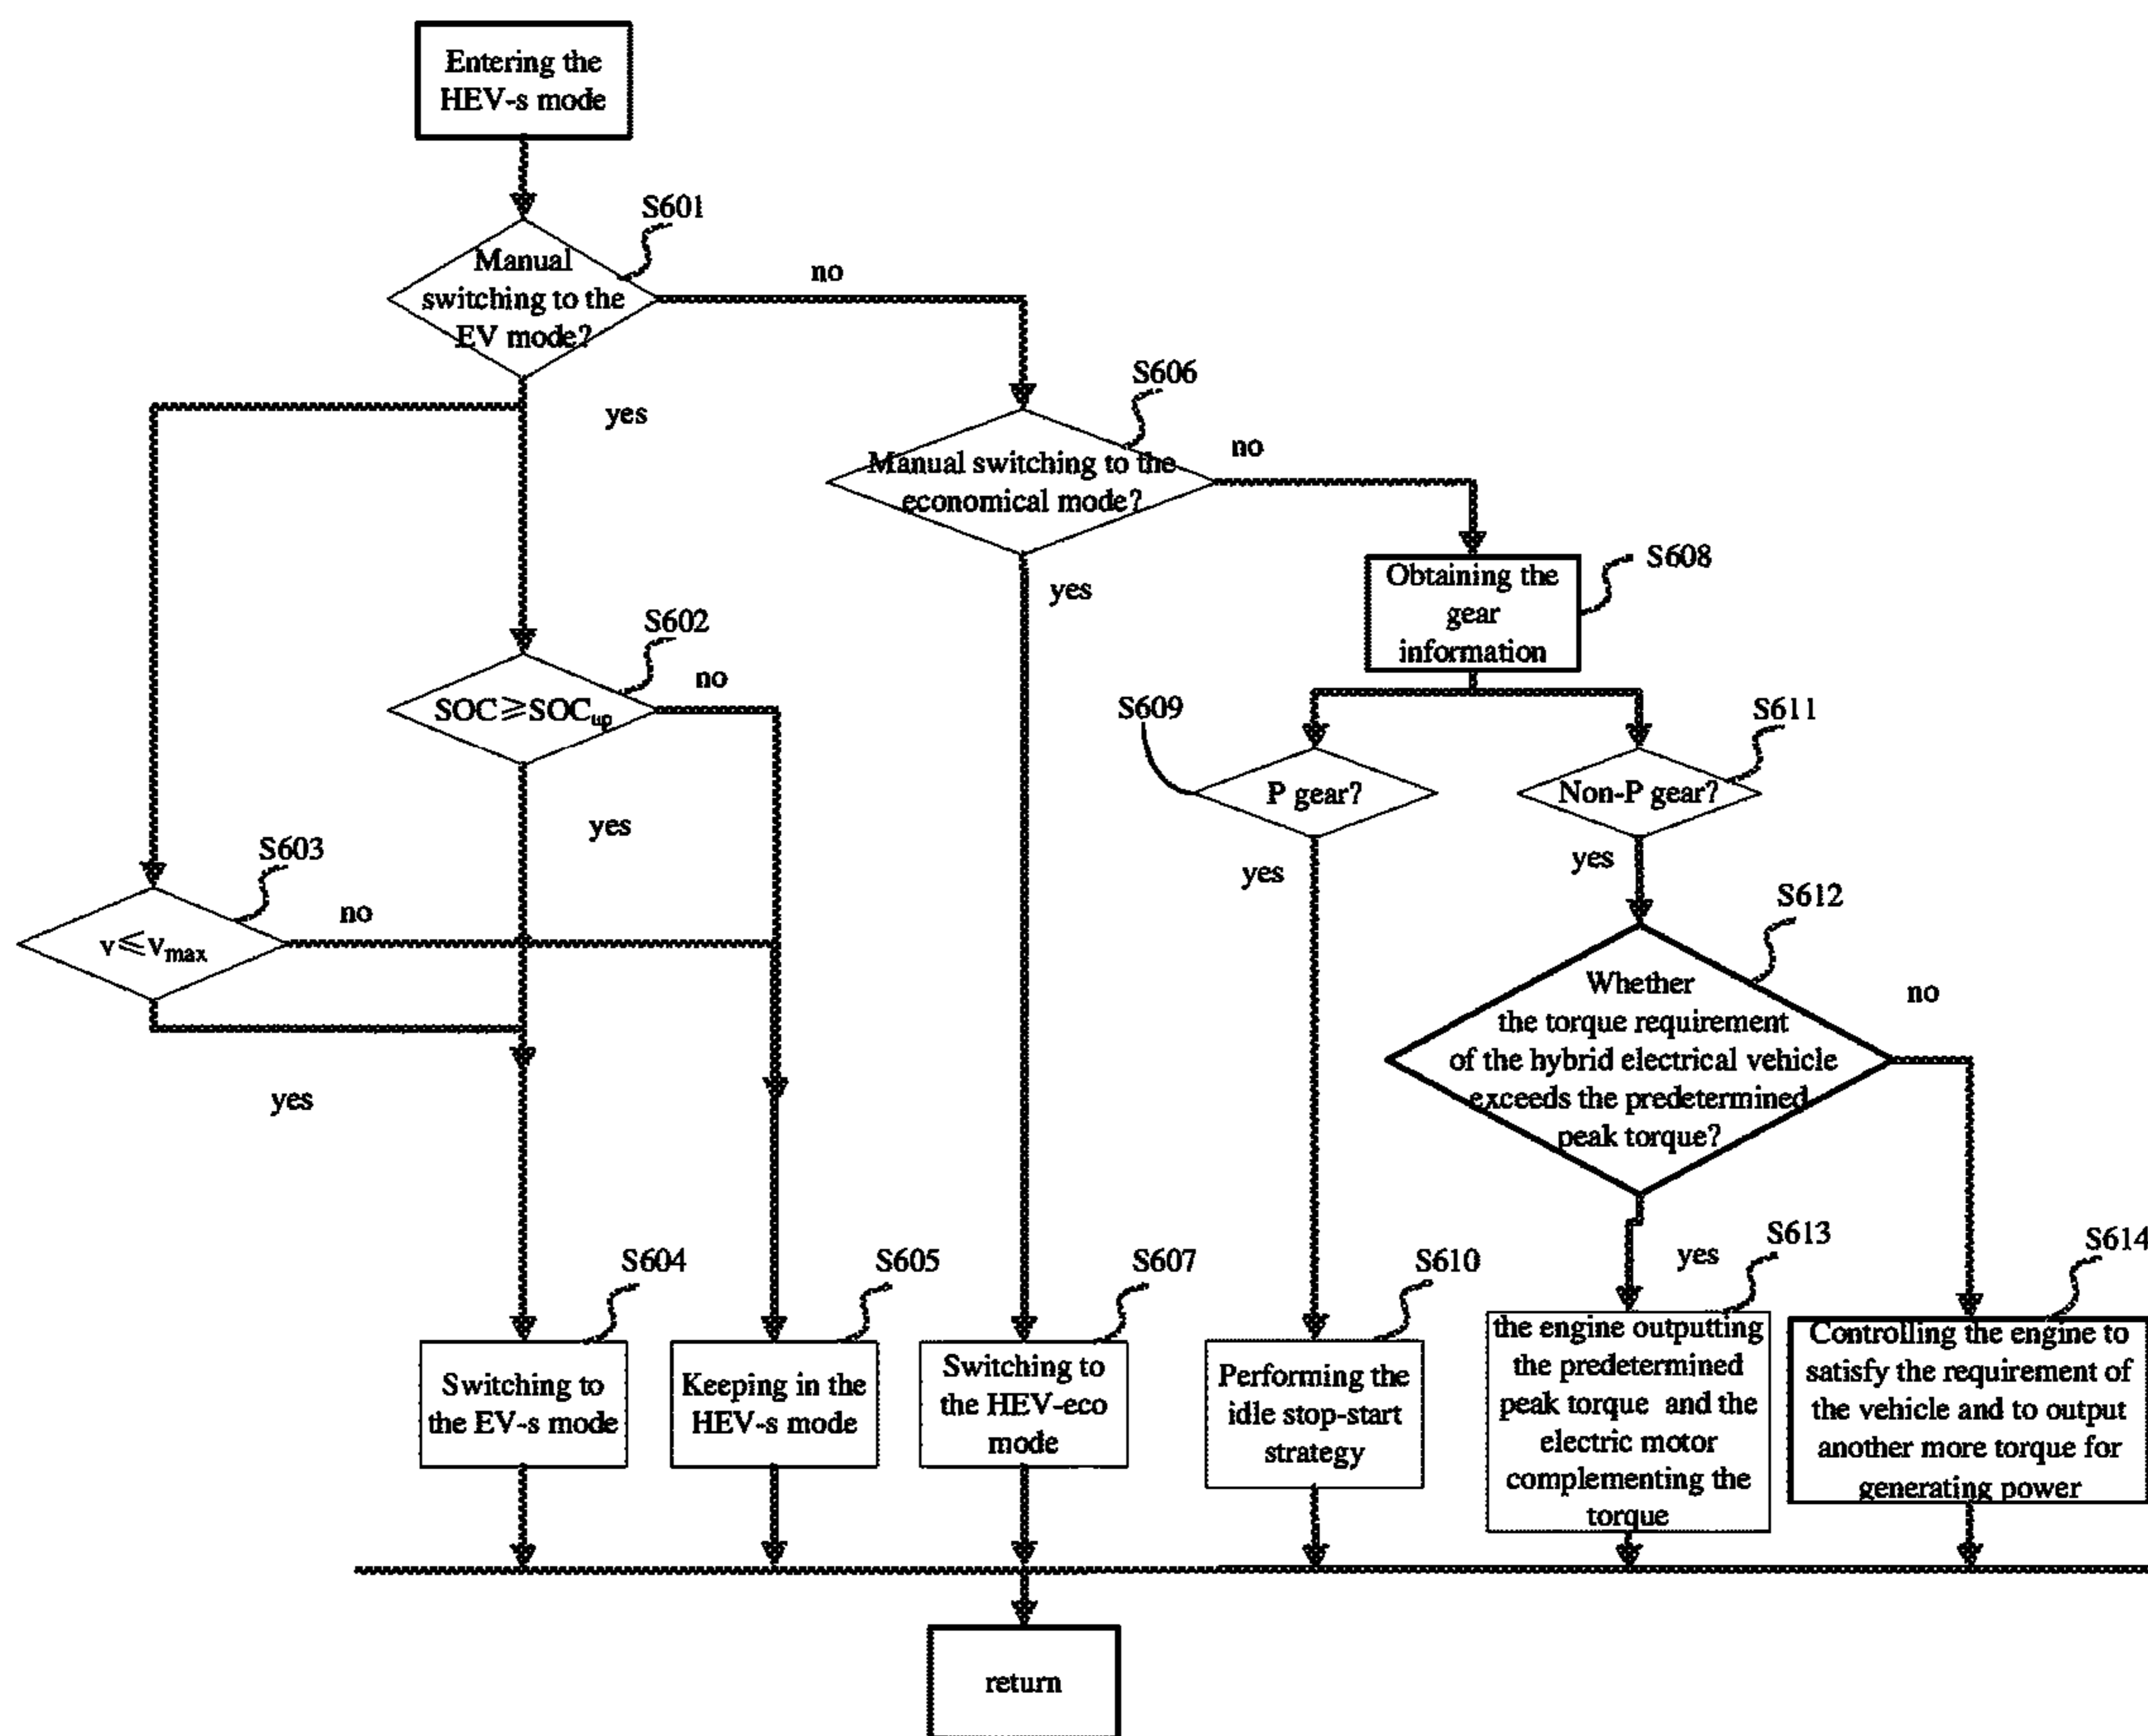 Entering the
HEV-s mode
S601
Manual
switching to the
EV mode?
no
yes
S606
Manual switching to the
economical mode?
no
yes
S608
Obtaining the
gear
information
S602
SOC≥SOCup
no
yes
S609
P gear?
yes
S611
Non-P gear?
yes
S603
v≤vmax
no
yes
S612
Whether
the torque requirement
of the hybrid electrical vehicle
exceeds the predetermined
peak torque?
no
yes
S604
Switching to
the EV-s mode
S605
Keeping in the
HEV-s mode
S607
Switching to
the HEV-eco
mode
S610
Performing the
idle stop-start
strategy
S613
the engine outputting
the predetermined
peak torque and the
electric motor
complementing the
torque
S614
Controlling the engine to
satisfy the requirement of
the vehicle and to output
another more torque for
generating power
return